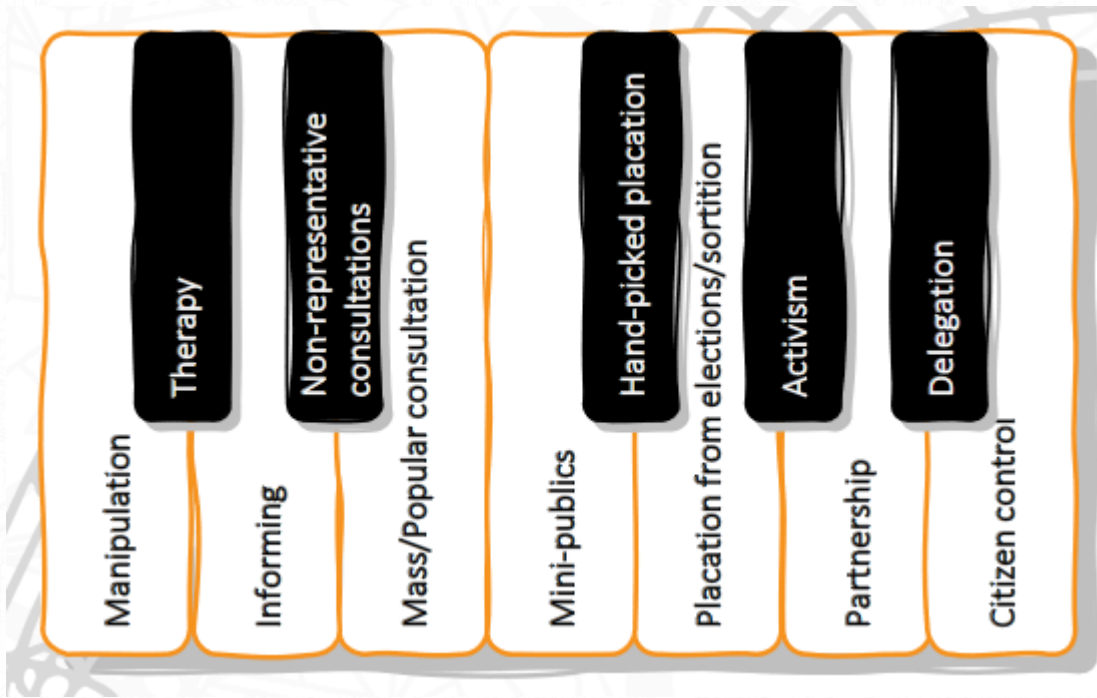 Manipulation
Therapy
Informing
Non-representative
consultations
Mass/Popular consultation
Mini-publics
Hand-picked placation
Placation from elections/sortition
Activism
Partnership
Delegation
Citizen control